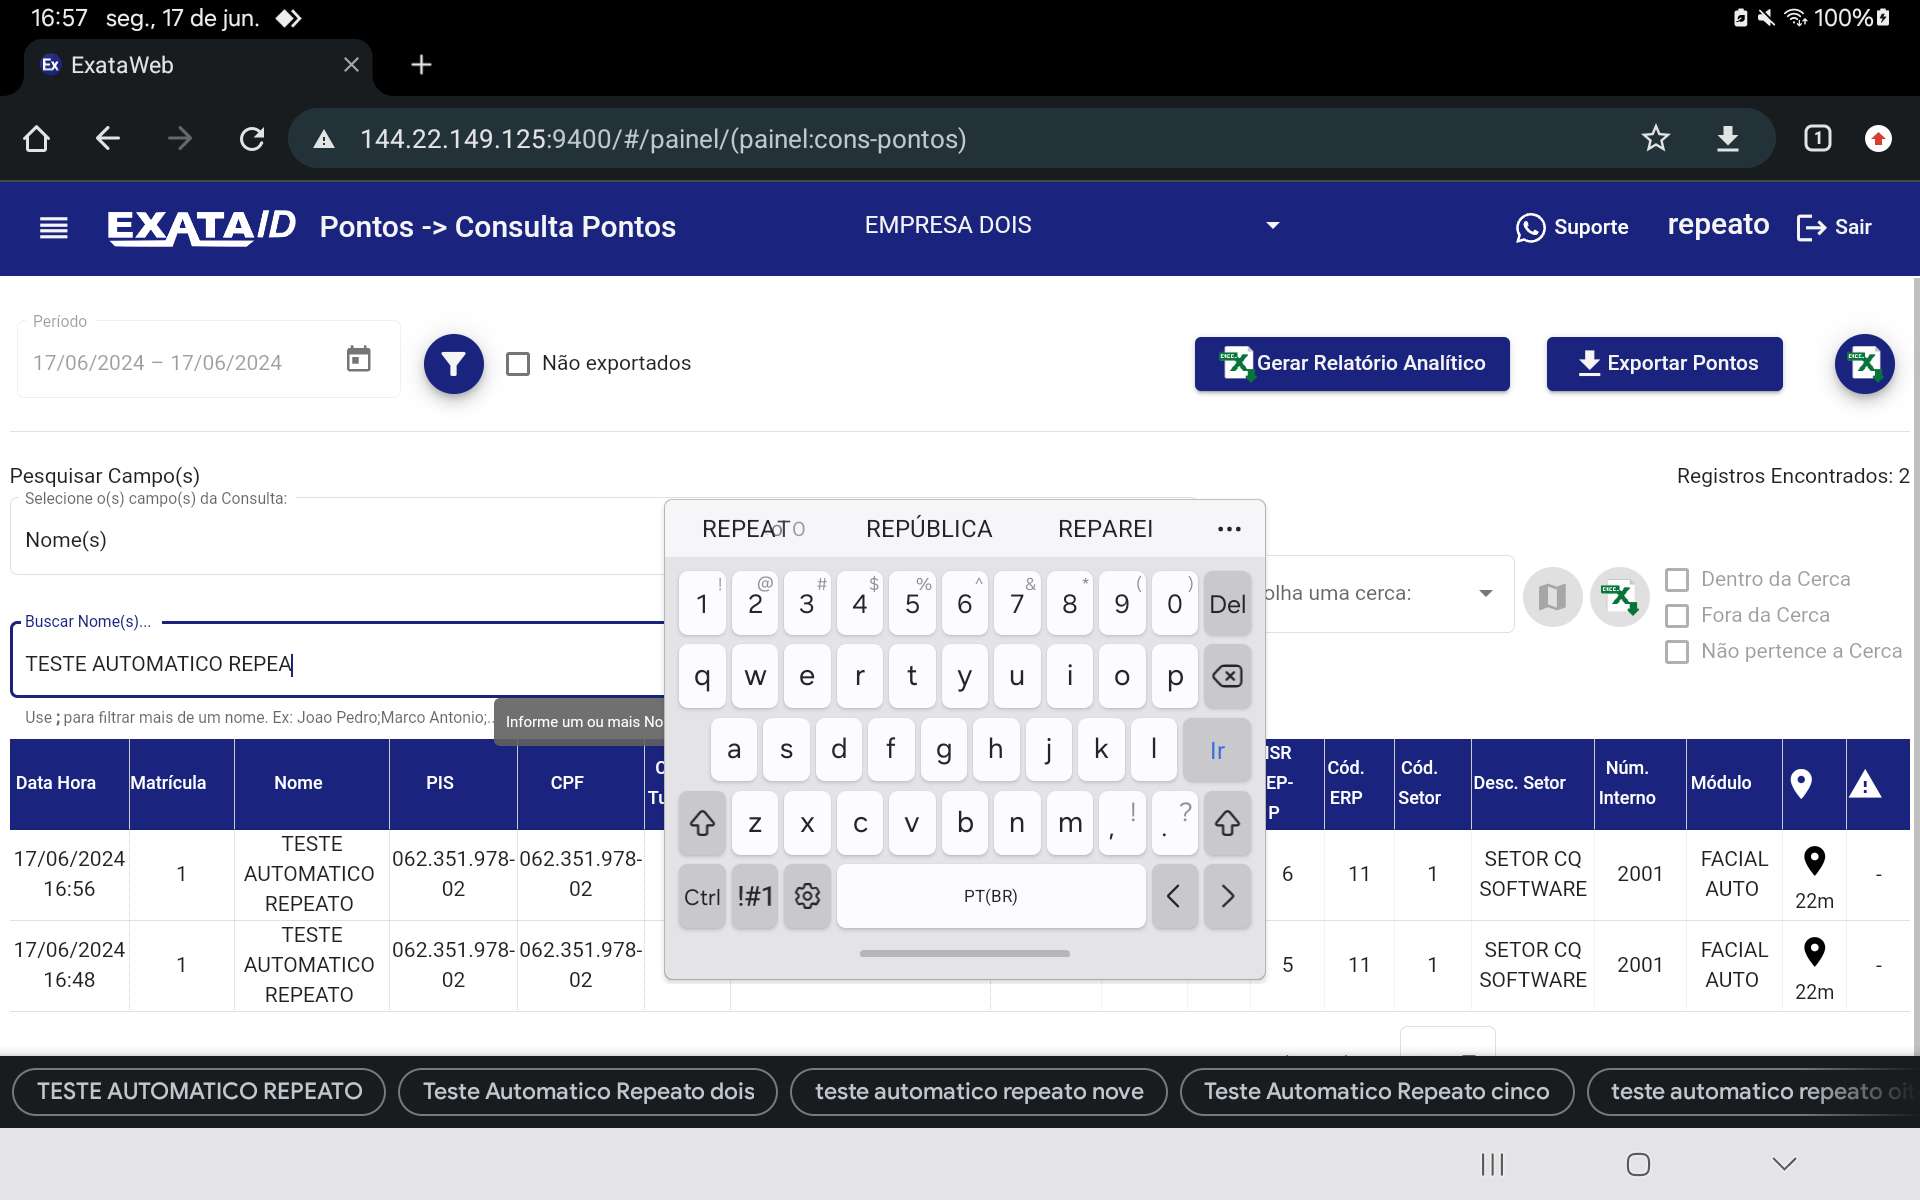 16:57 seg., 17 de jun.
100%
Ex ExataWeb
144.22.149.125:9400/#/painel/(painel:cons-pontos)
1
EXATA/ID Pontos -> Consulta Pontos EMPRESA DOIS Suporte repeato Sair
Período
17/06/2024 – 17/06/2024
Não exportados
Gerar Relatório Analítico
Exportar Pontos
Pesquisar Campo(s)
Registros Encontrados: 2
Selecione o(s) campo(s) da Consulta:
Nome(s)
olha uma cerca:
Dentro da Cerca
Fora da Cerca
Não pertence a Cerca
Buscar Nome(s)...
TESTE AUTOMATICO REPEA
Use ; para filtrar mais de um nome. Ex: Joao Pedro;Marco Antonio;..
Informe um ou mais No
REPEAT REPÚBLICA REPAREI
! @ # $ % ^ & * ( )
1 2 3 4 5 6 7 8 9 0 Del
q w e r t y u i o p
a s d f g h j k l Ir
z x c v b n m , ! . ?
Ctrl !#1 PT(BR) < >
Data Hora Matrícula Nome PIS CPF
Cód. ERP
Cód. Setor
Desc. Setor
Núm. Interno
Módulo
17/06/2024 16:56
1
TESTE AUTOMATICO REPEATO
062.351.978-02
062.351.978-02
6
11
1
SETOR CQ SOFTWARE
2001
FACIAL AUTO
22m
-
17/06/2024 16:48
1
TESTE AUTOMATICO REPEATO
062.351.978-02
062.351.978-02
5
11
1
SETOR CQ SOFTWARE
2001
FACIAL AUTO
22m
-
TESTE AUTOMATICO REPEATO
Teste Automatico Repeato dois
teste automatico repeato nove
Teste Automatico Repeato cinco
teste automatico repeato oit